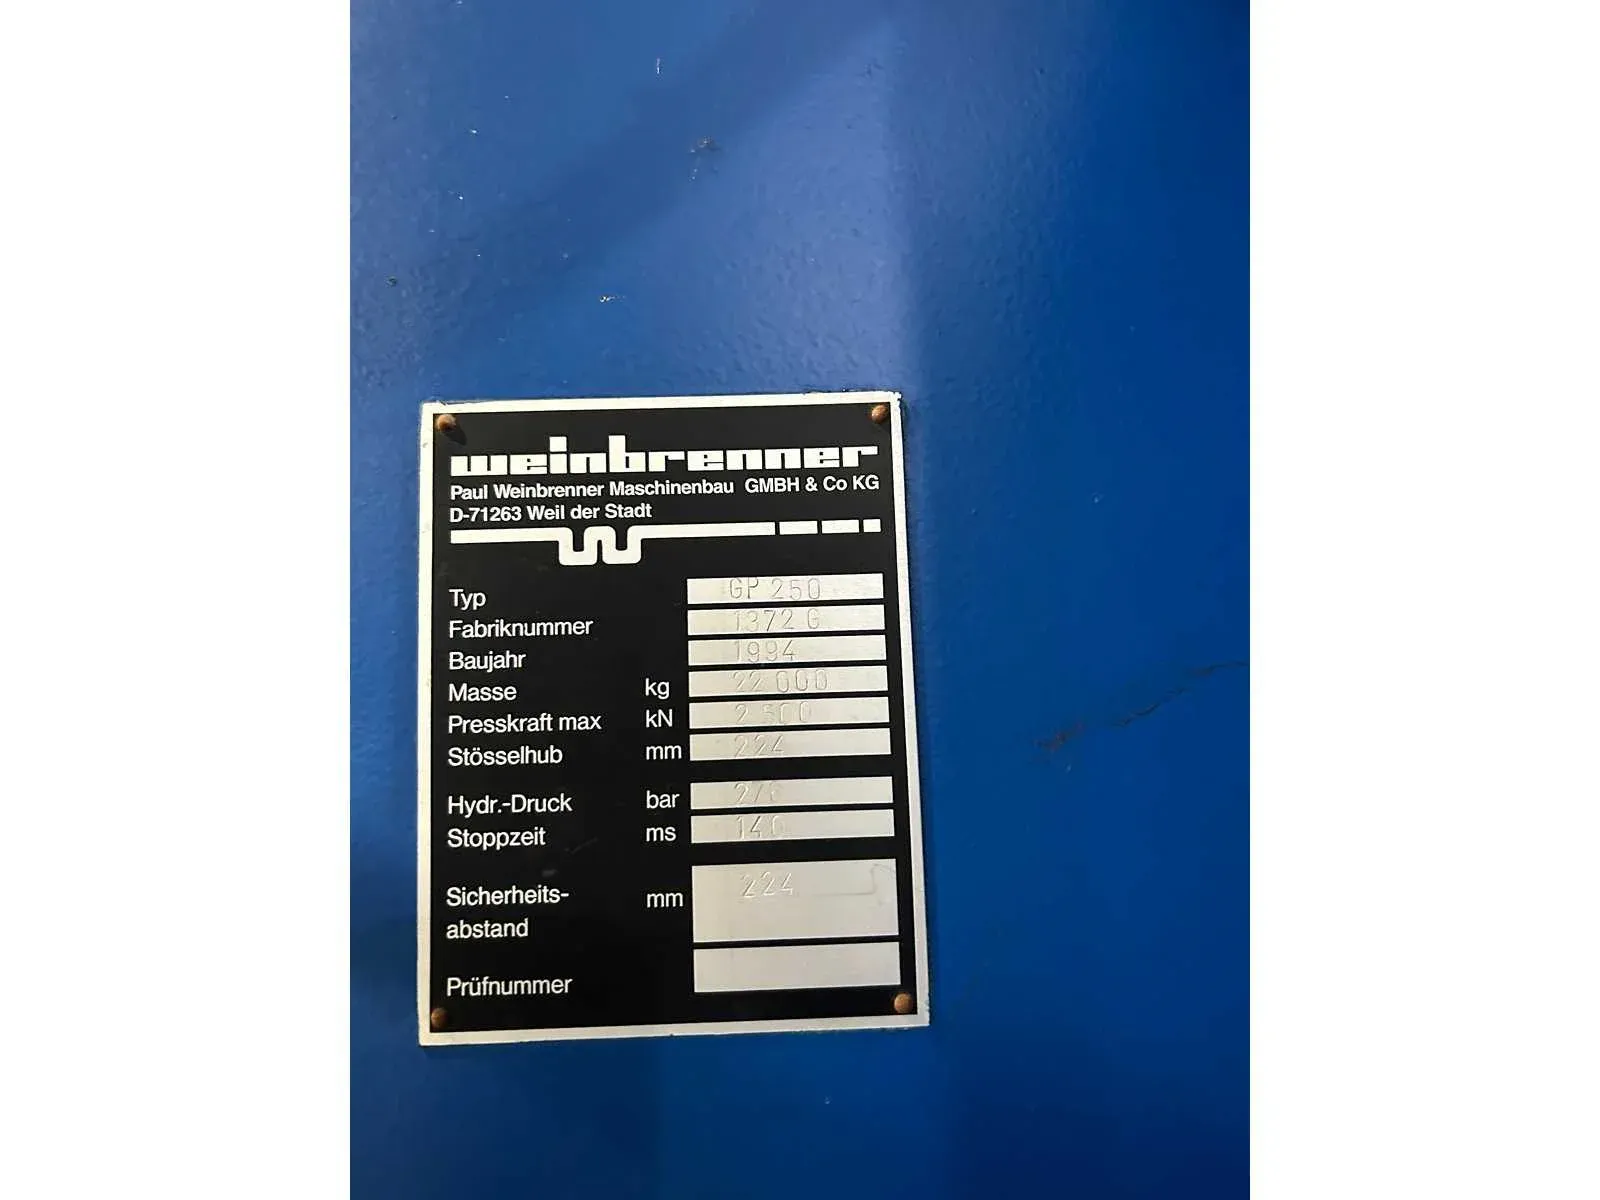 weinbrenner
Paul Weinbrenner Maschinenbau GMBH & Co KG
D-71263 Weil der Stadt
Typ GP 250
Fabriknummer 1372 G
Baujahr 1994
Masse kg 22 000
Presskraft max kN 2 500
Stösselhub mm 224
Hydr.-Druck bar
Stoppzeit ms 140
Sicherheits- mm 224
abstand
Prüfnummer